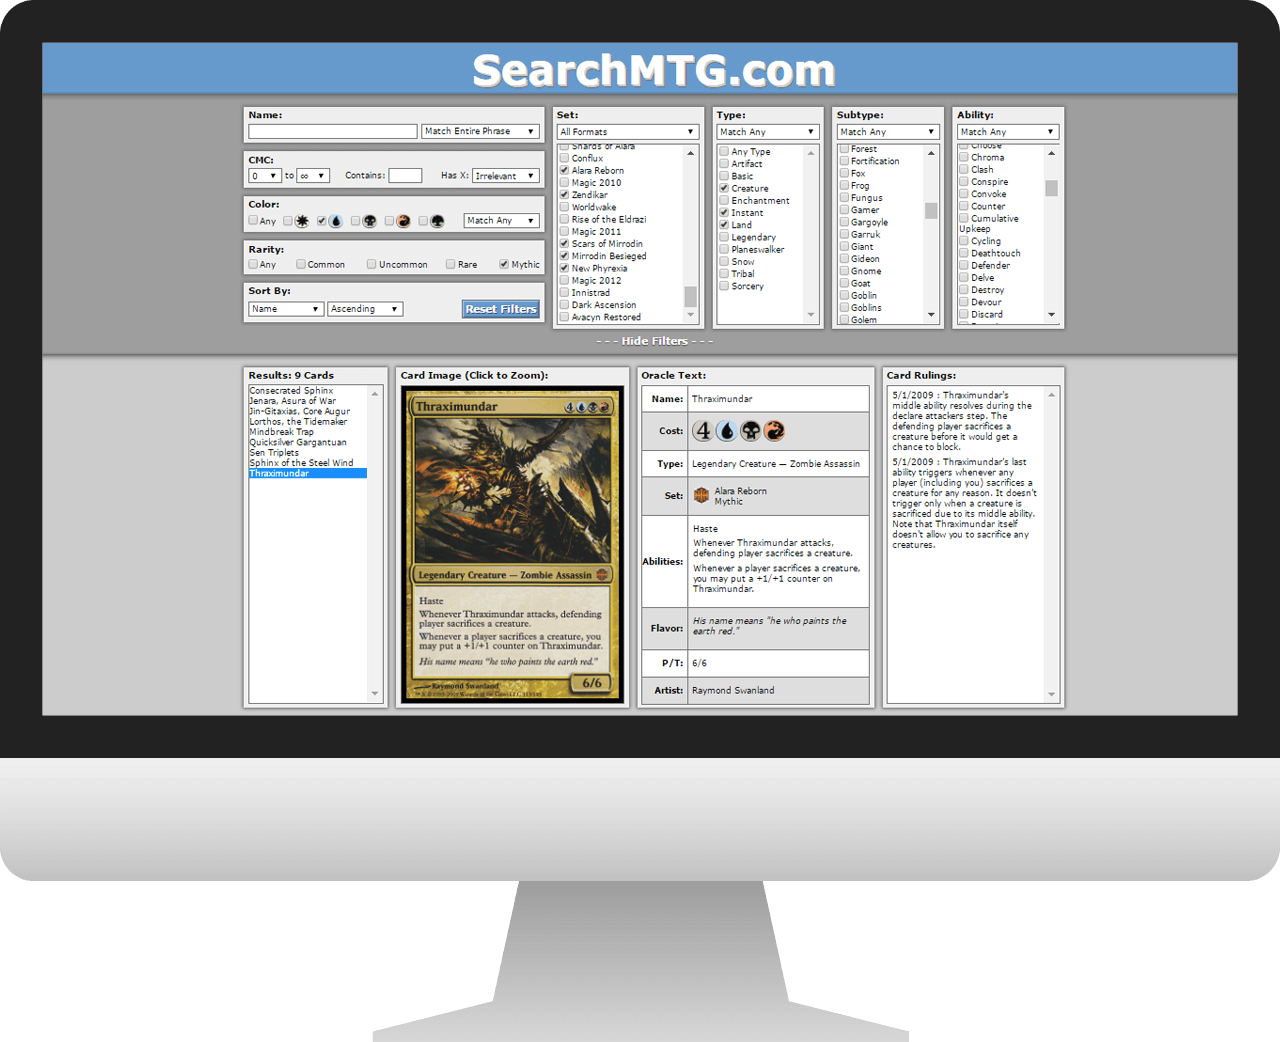 SearchMTG.com
Name:
Match Entire Phrase
CMC:
0 to ∞ Contains: Has X: Irrelevant
Color:
Any Match Any
Rarity:
Any Common Uncommon Rare Mythic
Sort By:
Name Ascending Reset Filters
Set:
All Formats
Shards of Alara
Conflux
Alara Reborn
Magic 2010
Zendikar
Worldwake
Rise of the Eldrazi
Magic 2011
Scars of Mirrodin
Mirrodin Besieged
New Phyrexia
Magic 2012
Innistrad
Dark Ascension
Avacyn Restored
Type:
Match Any
Any Type
Artifact
Basic
Creature
Enchantment
Instant
Land
Legendary
Planeswalker
Snow
Tribal
Sorcery
Subtype:
Match Any
Forest
Fortification
Fox
Frog
Fungus
Gamer
Gargoyle
Garruk
Giant
Gideon
Gnome
Goat
Goblin
Goblins
Golem
Ability:
Match Any
Choose
Chroma
Clash
Conspire
Convoke
Counter
Cumulative
Upkeep
Cycling
Deathtouch
Defender
Delve
Destroy
Devour
Discard
- - - Hide Filters - - -
Results: 9 Cards
Consecrated Sphinx
Jenara, Asura of War
Jin-Gitaxias, Core Augur
Lorthos, the Tidemaker
Mindbreak Trap
Quicksilver Gargantuan
Sen Triplets
Sphinx of the Steel Wind
Thraximundar
Card Image (Click to Zoom):
Thraximundar 4
Legendary Creature — Zombie Assassin
Haste
Whenever Thraximundar attacks, defending
player sacrifices a creature.
Whenever a player sacrifices a creature, you
may put a +1/+1 counter on Thraximundar.
His name means "he who paints the earth red."
Raymond Swanland
6/6
Oracle Text:
Name: Thraximundar
Cost: 4
Type: Legendary Creature — Zombie Assassin
Set: Alara Reborn
Mythic
Abilities: Haste
Whenever Thraximundar attacks,
defending player sacrifices a creature.
Whenever a player sacrifices a creature,
you may put a +1/+1 counter on
Thraximundar.
Flavor: His name means "he who paints the
earth red."
P/T: 6/6
Artist: Raymond Swanland
Card Rulings:
5/1/2009 : Thraximundar's
middle ability resolves during the
declare attackers step. The
defending player sacrifices a
creature before it would get a
chance to block.
5/1/2009 : Thraximundar's last
ability triggers whenever any
player (including you) sacrifices a
creature for any reason. It doesn't
trigger only when a creature is
sacrificed due to its middle ability.
Note that Thraximundar itself
doesn't allow you to sacrifice any
creatures.